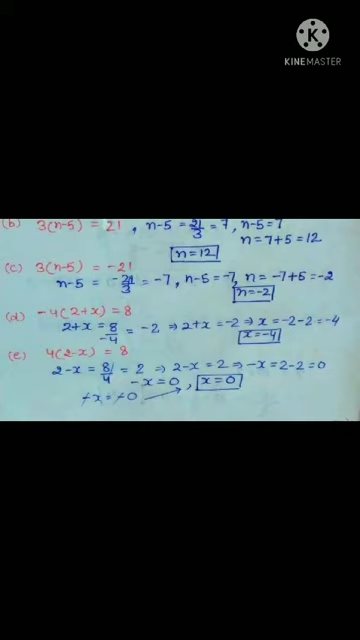 K
KINEMASTER
(b) 3(n-5) = 21 , n-5 = 21/3 = 7, n-5=7
n = 7+5 = 12
n=12
(c) 3(n-5) = -21
n-5 = -21/3 = -7, n-5=-7, n = -7+5 = -2
n=-2
(d) -4(2+x) = 8
2+x = 8/-4 = -2 ⇒ 2+x = -2 ⇒ x = -2-2 = -4
x=-4
(e) 4(2-x) = 8
2-x = 8/4 = 2 ⇒ 2-x = 2 ⇒ -x = 2-2 = 0
-x = 0 , x=0
-x = -0